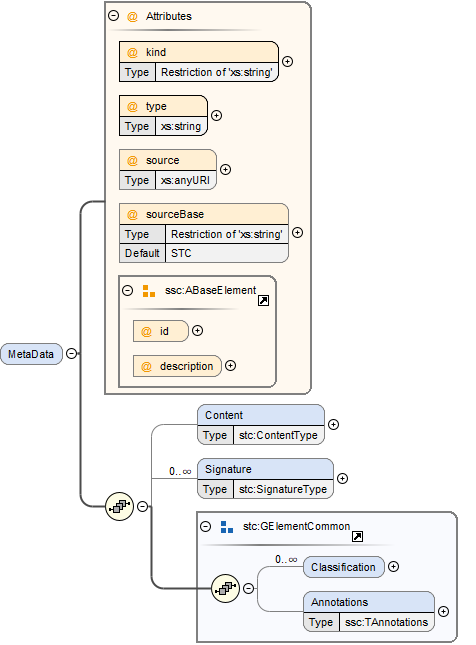 @ Attributes
@ kind
Type Restriction of 'xs:string'
@ type
Type xs:string
@ source
Type xs:anyURI
@ sourceBase
Type Restriction of 'xs:string'
Default STC
ssc:ABaseElement
@ id
@ description
MetaData
Content
Type stc:ContentType
0..∞
Signature
Type stc:SignatureType
stc:GElementCommon
0..∞
Classification
Annotations
Type ssc:TAnnotations